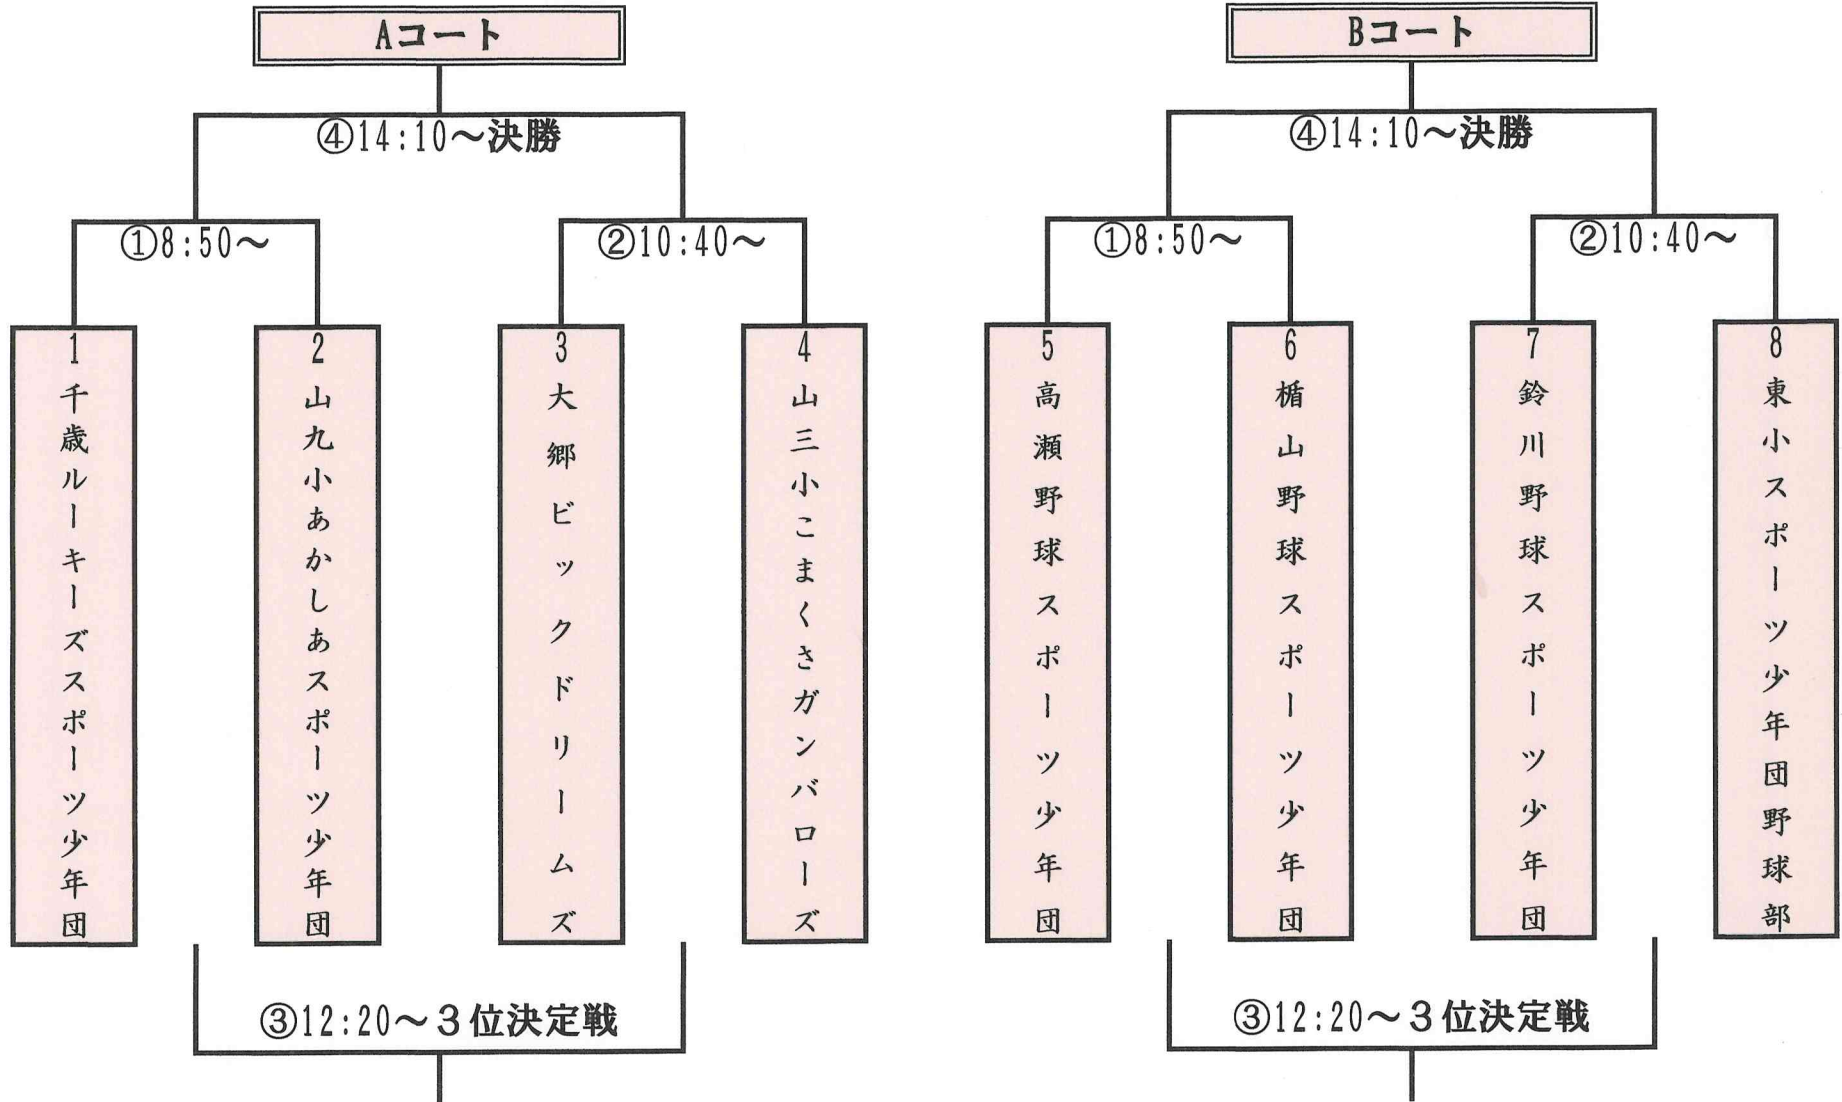 Aコート
④14:10～決勝
①8:50～
②10:40～
1千歳ルーキーズスポーツ少年団
2山九小あかしあスポーツ少年団
3大郷ビックドリームズ
4山三小こまくさガンバローズ
③12:20～3位決定戦
Bコート
④14:10～決勝
①8:50～
②10:40～
5高瀬野球スポーツ少年団
6楯山野球スポーツ少年団
7鈴川野球スポーツ少年団
8東小スポーツ少年団野球部
③12:20～3位決定戦